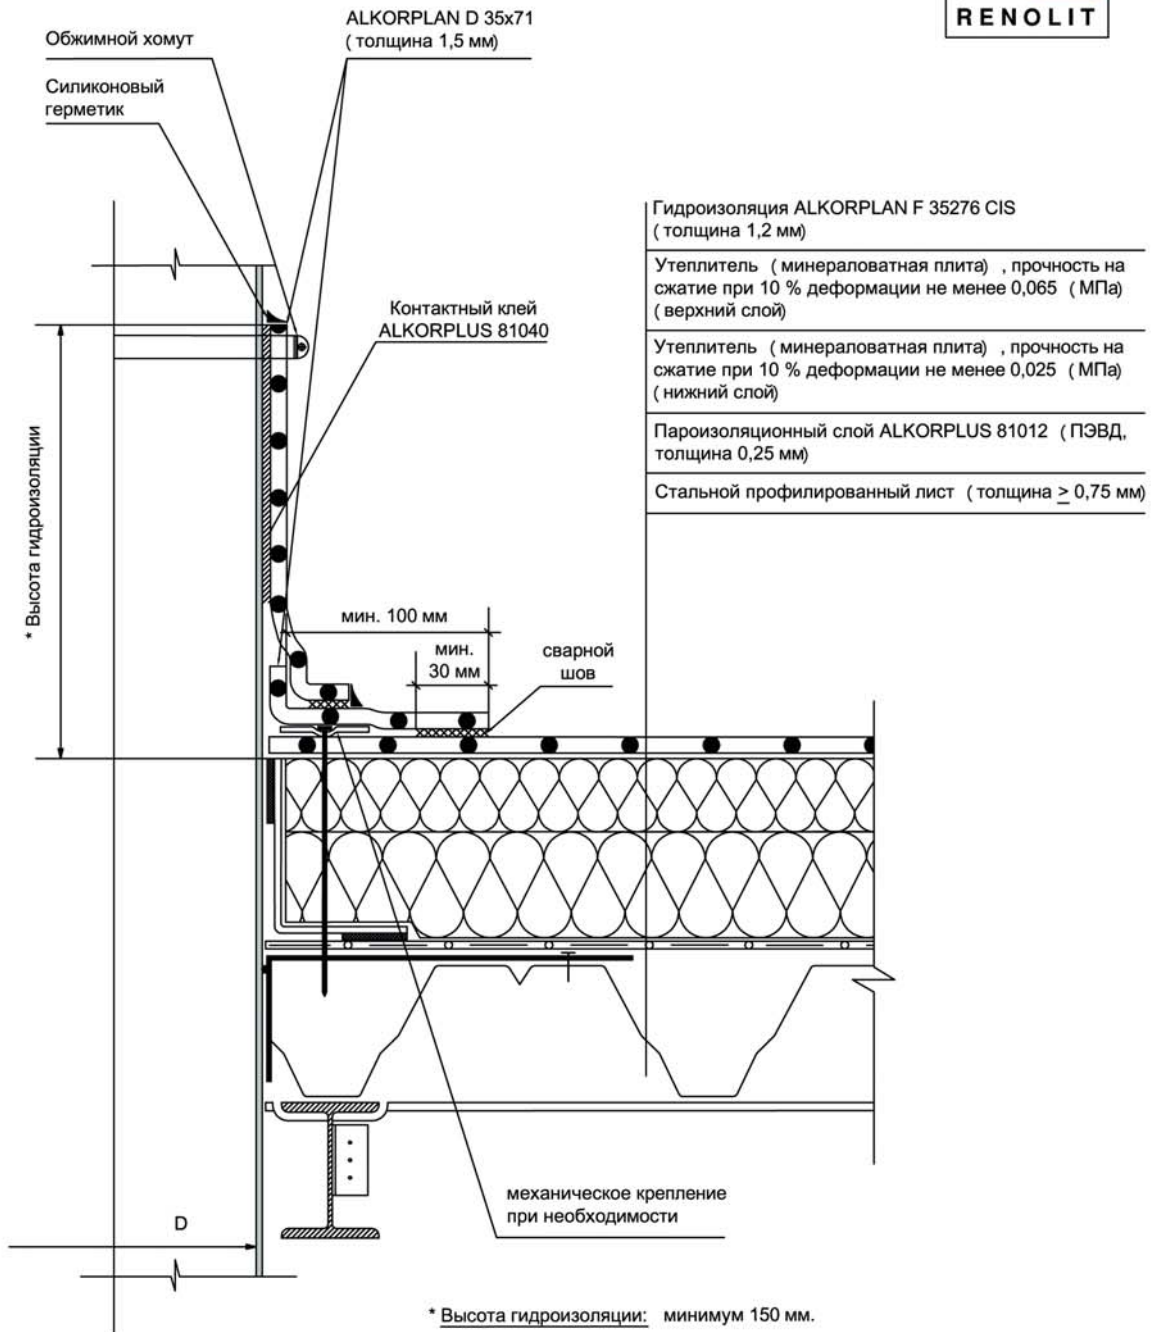 RENOLIT
ALKORPLAN D 35x71
( толщина 1,5 мм)
Обжимной хомут
Силиконовый
герметик
Гидроизоляция ALKORPLAN F 35276 CIS
( толщина 1,2 мм)
Утеплитель ( минераловатная плита) , прочность на
сжатие при 10 % деформации не менее 0,065 ( МПа)
( верхний слой)
Утеплитель ( минераловатная плита) , прочность на
сжатие при 10 % деформации не менее 0,025 ( МПа)
( нижний слой)
Пароизоляционный слой ALKORPLUS 81012 ( ПЭВД,
толщина 0,25 мм)
Стальной профилированный лист ( толщина ≥ 0,75 мм)
Контактный клей
ALKORPLUS 81040
* Высота гидроизоляции
мин. 100 мм
мин.
30 мм
сварной
шов
механическое крепление
при необходимости
D
* Высота гидроизоляции: минимум 150 мм.